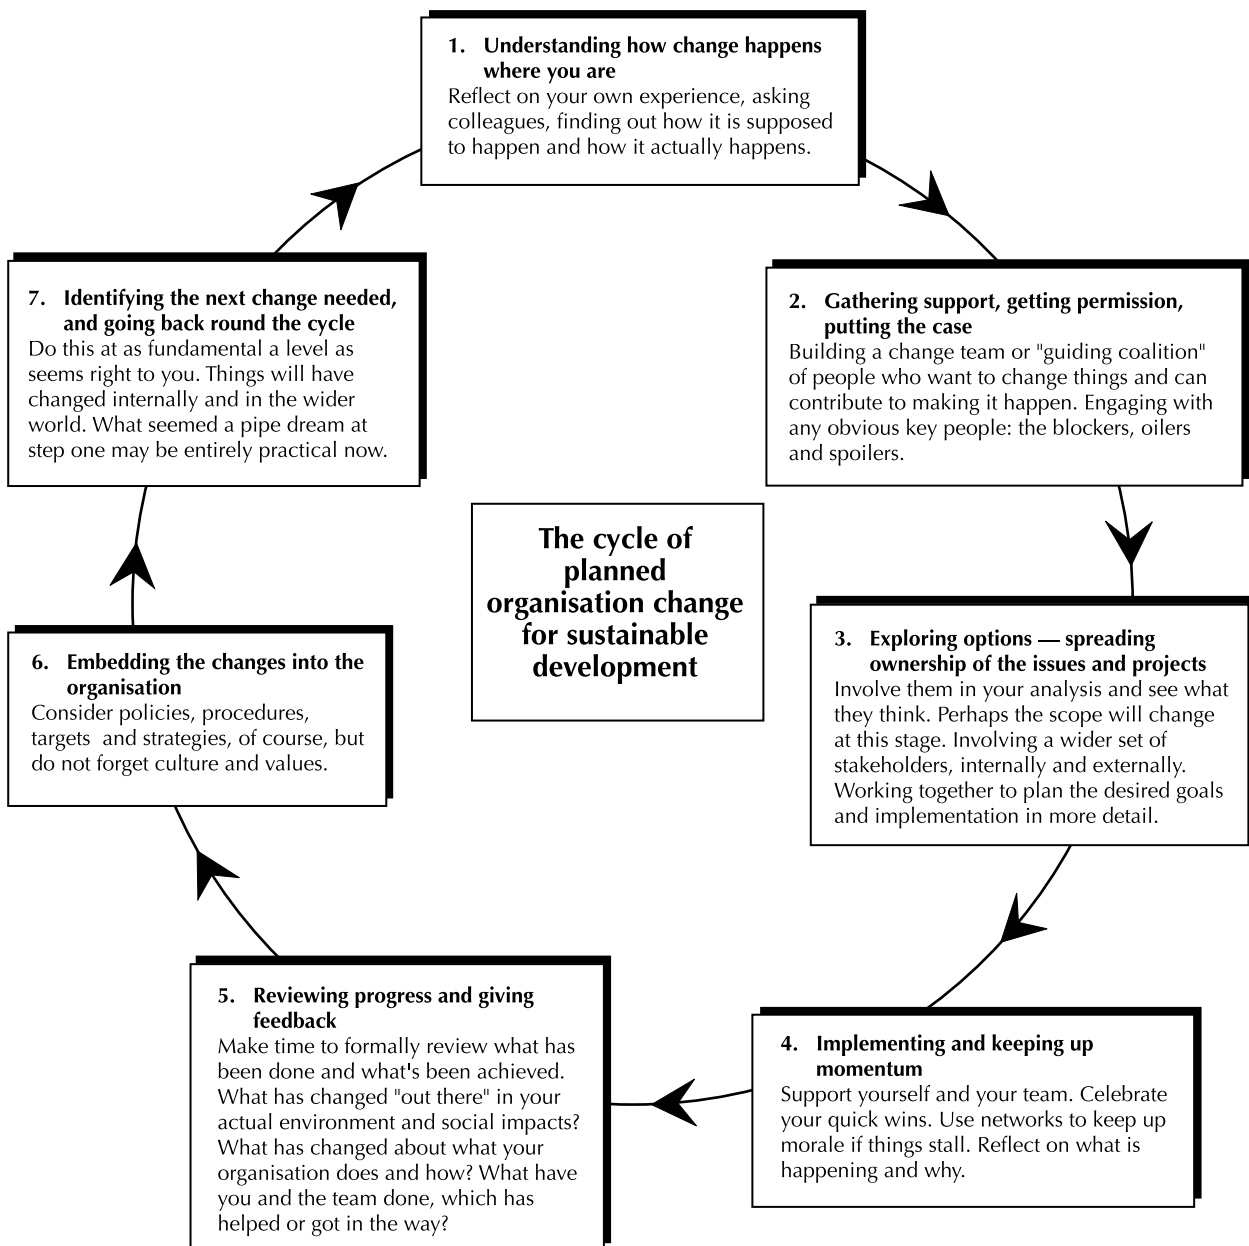 1. Understanding how change happens
where you are
Reflect on your own experience, asking
colleagues, finding out how it is supposed
to happen and how it actually happens.
2. Gathering support, getting permission,
putting the case
Building a change team or "guiding coalition"
of people who want to change things and can
contribute to making it happen. Engaging with
any obvious key people: the blockers, oilers
and spoilers.
3. Exploring options — spreading
ownership of the issues and projects
Involve them in your analysis and see what
they think. Perhaps the scope will change
at this stage. Involving a wider set of
stakeholders, internally and externally.
Working together to plan the desired goals
and implementation in more detail.
4. Implementing and keeping up
momentum
Support yourself and your team. Celebrate
your quick wins. Use networks to keep up
morale if things stall. Reflect on what is
happening and why.
5. Reviewing progress and giving
feedback
Make time to formally review what has
been done and what's been achieved.
What has changed "out there" in your
actual environment and social impacts?
What has changed about what your
organisation does and how? What have
you and the team done, which has
helped or got in the way?
6. Embedding the changes into the
organisation
Consider policies, procedures,
targets and strategies, of course, but
do not forget culture and values.
7. Identifying the next change needed,
and going back round the cycle
Do this at as fundamental a level as
seems right to you. Things will have
changed internally and in the wider
world. What seemed a pipe dream at
step one may be entirely practical now.
The cycle of
planned
organisation change
for sustainable
development